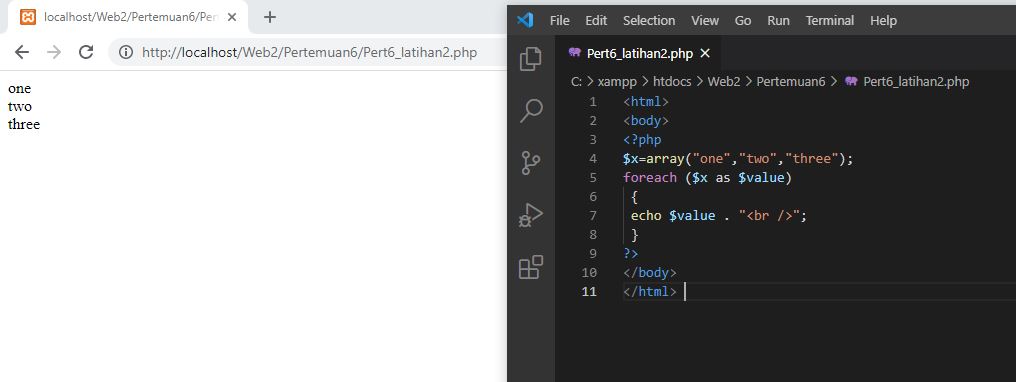 localhost/Web2/Pertemuan6/Per
http://localhost/Web2/Pertemuan6/Pert6_latihan2.php
one
two
three
File Edit Selection View Go Run Terminal Help
Pert6_latihan2.php
C: > xampp > htdocs > Web2 > Pertemuan6 > Pert6_latihan2.php
1 <html>
2 <body>
3 <?php
4 $x=array("one","two","three");
5 foreach ($x as $value)
6 {
7 echo $value . "<br />";
8 }
9 ?>
10 </body>
11 </html>